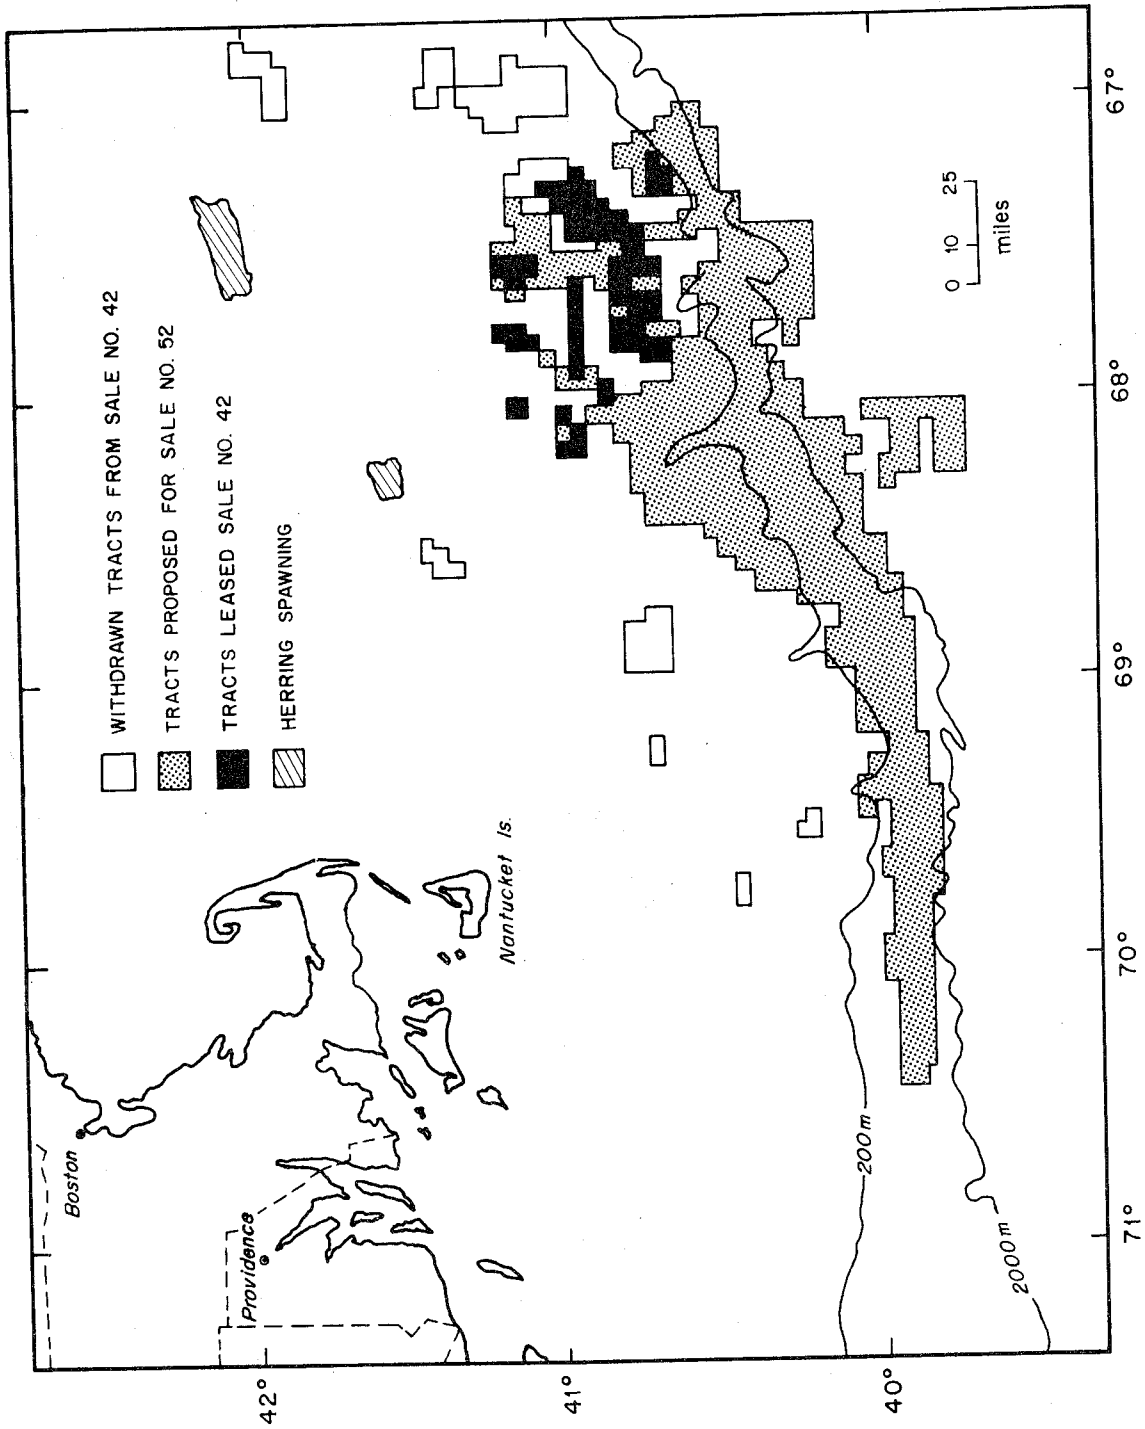 WITHDRAWN TRACTS FROM SALE NO. 42
TRACTS PROPOSED FOR SALE NO. 52
TRACTS LEASED SALE NO. 42
HERRING SPAWNING
Boston
Providence
Nantucket Is.
0 10 25
miles
200m
2000m
42°
41°
40°
71°
70°
69°
68°
67°